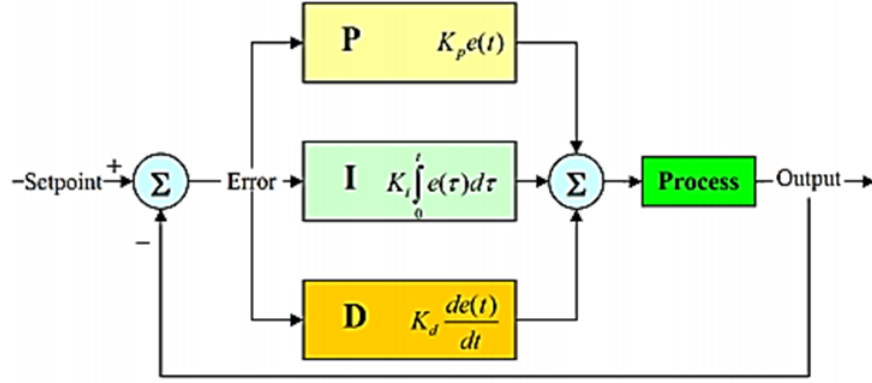 P K_p e(t)
+
–
Setpoint
Σ
Error
I K_i ∫_0^t e(τ)dτ
Σ
Process
Output
−
D K_d de(t)/dt